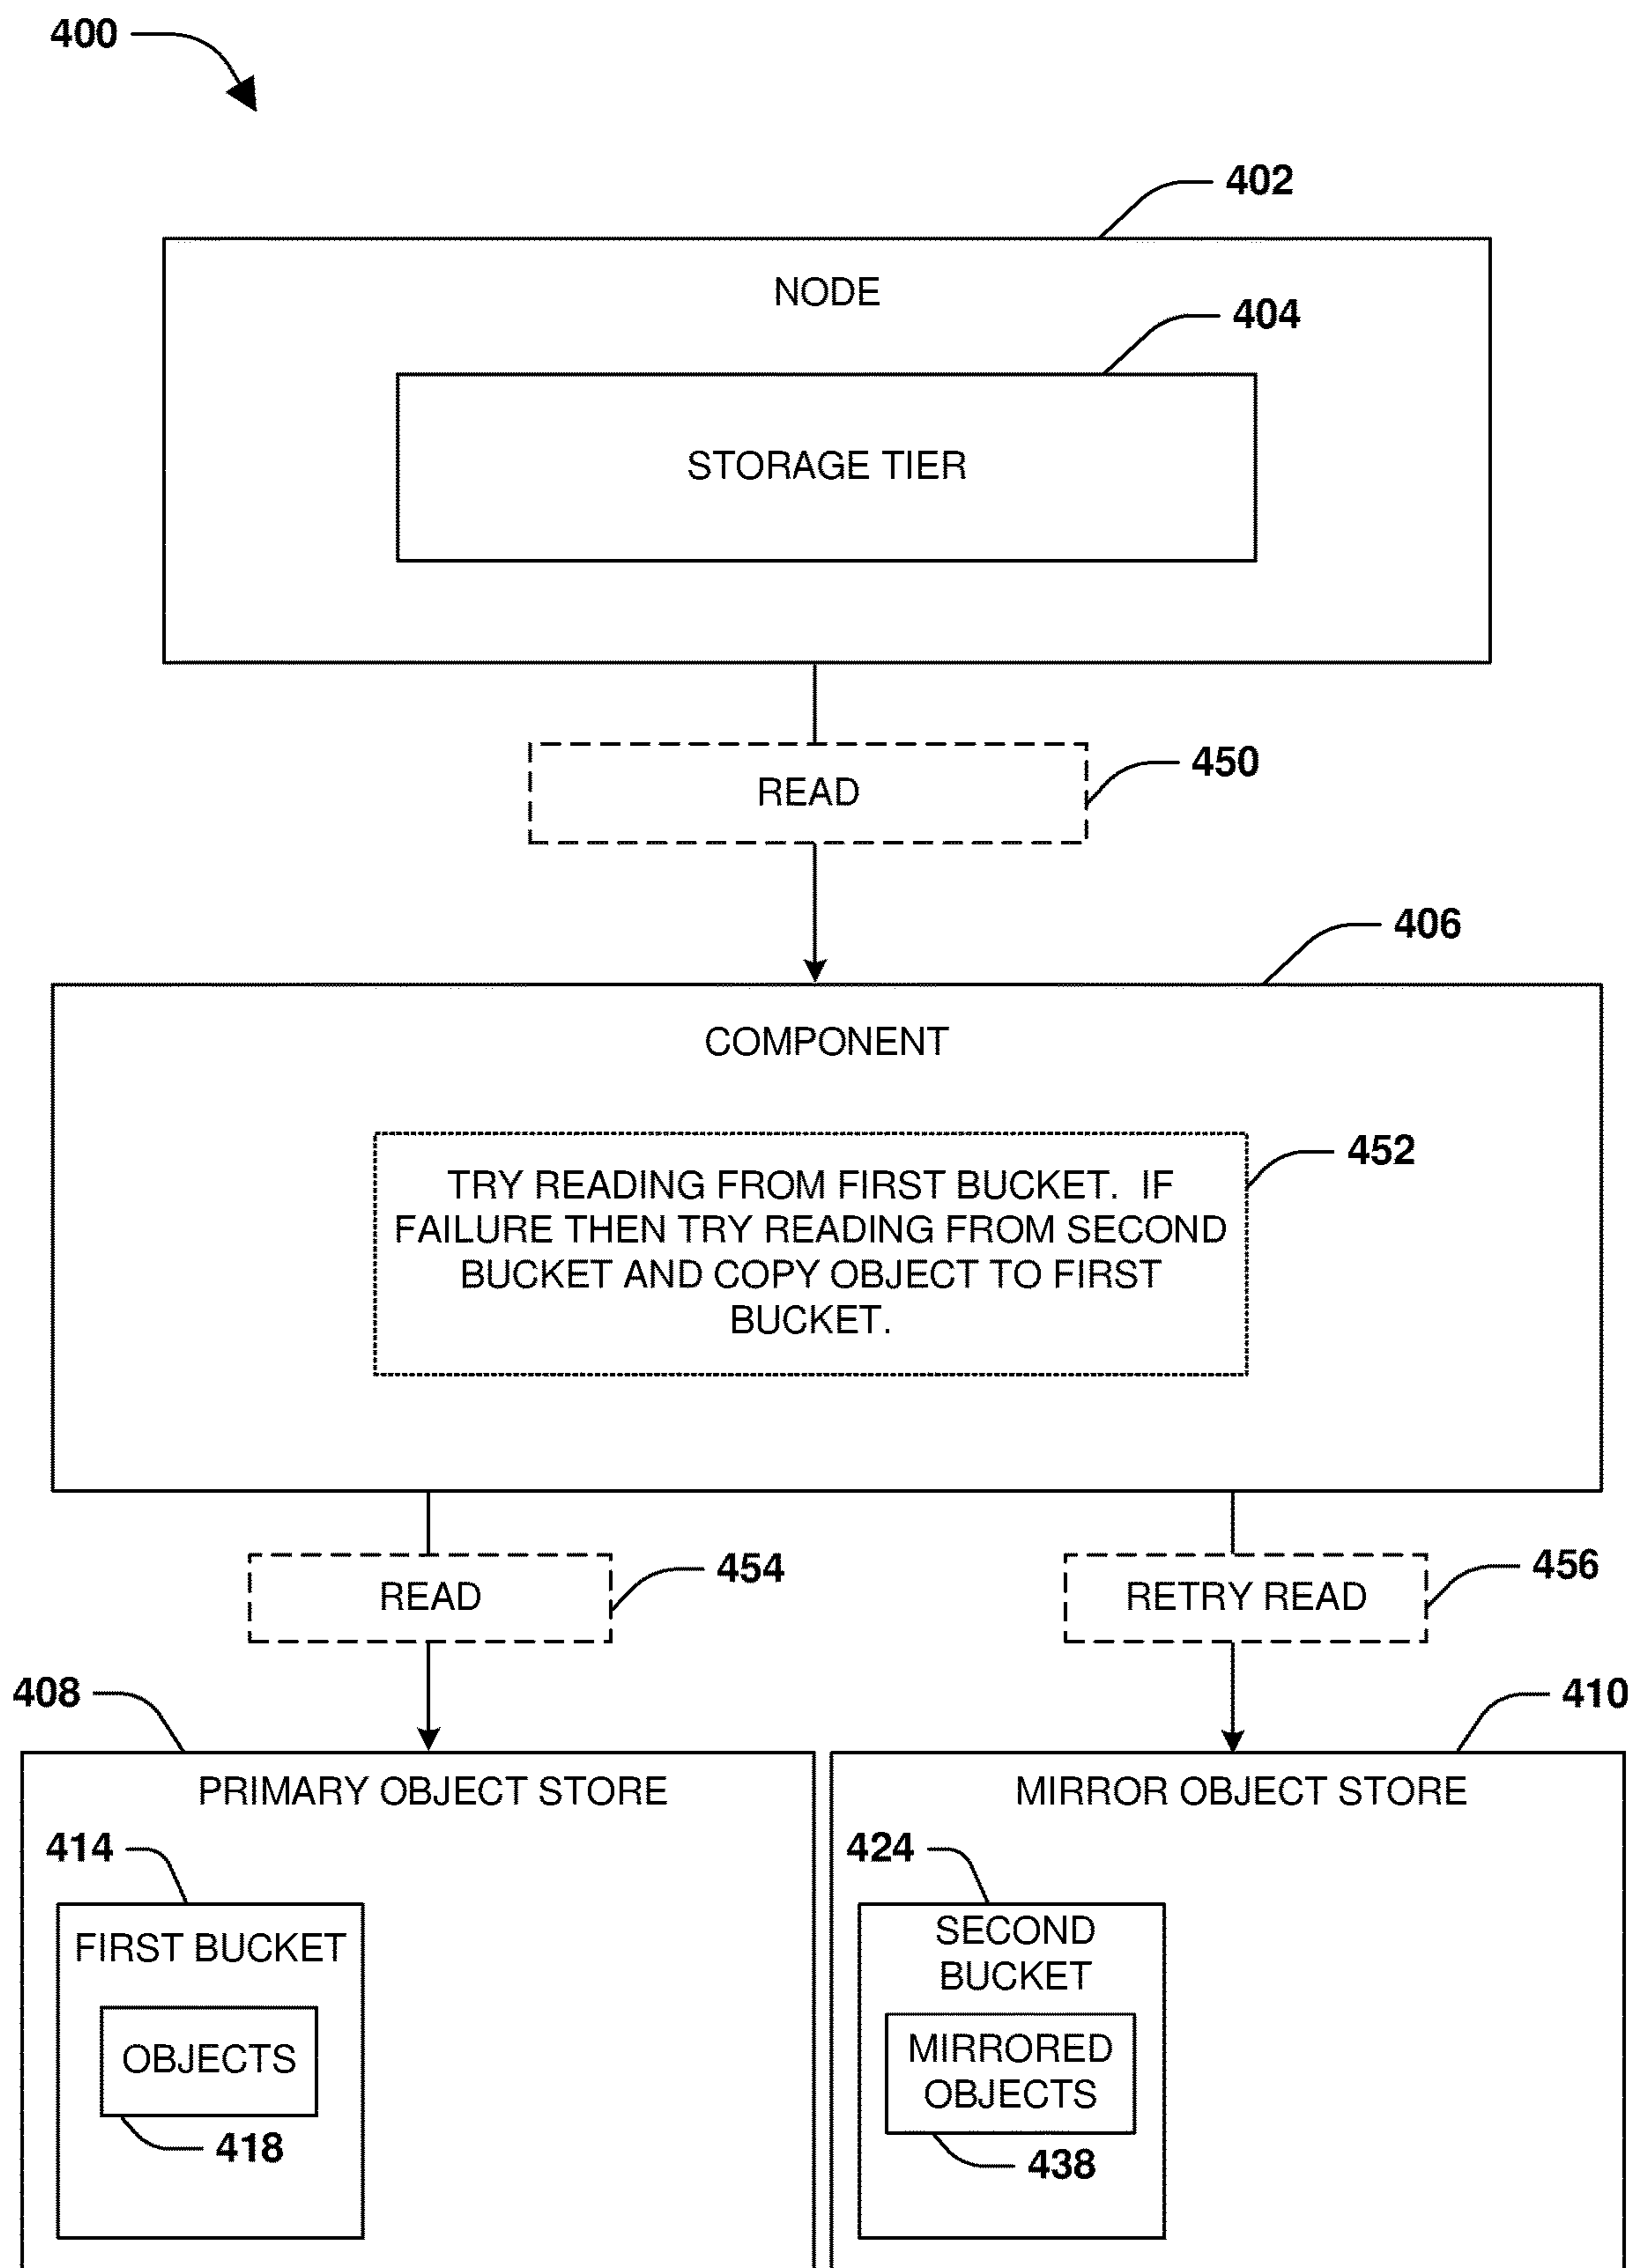 400
402
NODE
404
STORAGE TIER
READ
450
406
COMPONENT
452
TRY READING FROM FIRST BUCKET.  IF
FAILURE THEN TRY READING FROM SECOND
BUCKET AND COPY OBJECT TO FIRST
BUCKET.
READ
454
RETRY READ
456
408
410
PRIMARY OBJECT STORE
MIRROR OBJECT STORE
414
424
FIRST BUCKET
OBJECTS
418
SECOND
BUCKET
MIRRORED
OBJECTS
438